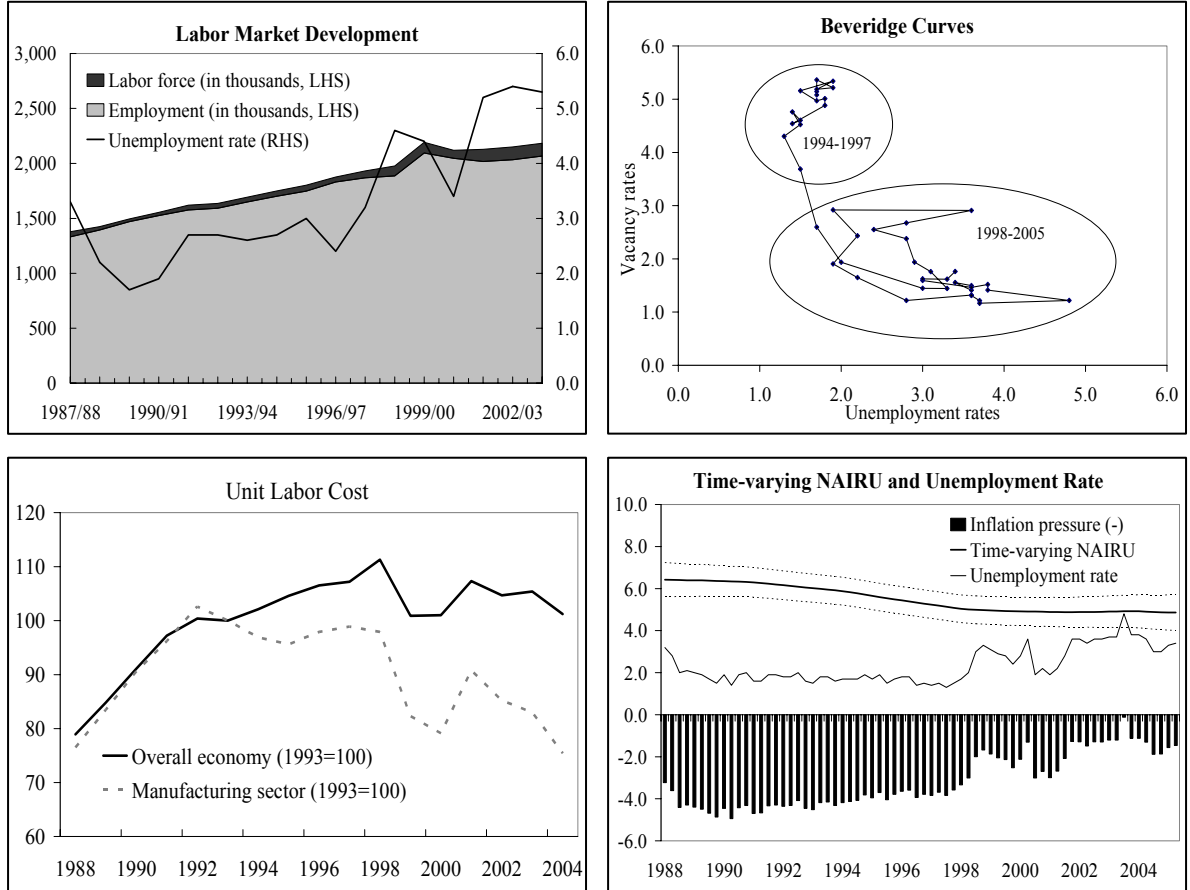 Labor Market Development
3,000
2,500
2,000
1,500
1,000
500
0
6.0
5.0
4.0
3.0
2.0
1.0
0.0
Labor force (in thousands, LHS)
Employment (in thousands, LHS)
Unemployment rate (RHS)
1987/88 1990/91 1993/94 1996/97 1999/00 2002/03
Beveridge Curves
Vacancy rates
6.0
5.0
4.0
3.0
2.0
1.0
0.0
1994-1997
1998-2005
0.0 1.0 2.0 3.0 4.0 5.0 6.0
Unemployment rates
Unit Labor Cost
120
110
100
90
80
70
60
Overall economy (1993=100)
Manufacturing sector (1993=100)
1988 1990 1992 1994 1996 1998 2000 2002 2004
Time-varying NAIRU and Unemployment Rate
10.0
8.0
6.0
4.0
2.0
0.0
-2.0
-4.0
-6.0
Inflation pressure (-)
Time-varying NAIRU
Unemployment rate
1988 1990 1992 1994 1996 1998 2000 2002 2004